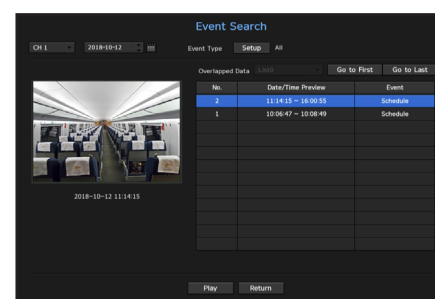 Event Search
CH 1 2018-10-12 Event Type Setup All
Overlapped Data List0 Go to First Go to Last
No. Date/Time Preview Event
2 11:14:15 ~ 16:00:55 Schedule
1 10:06:47 ~ 10:08:49 Schedule
2018-10-12 11:14:15
Play Return